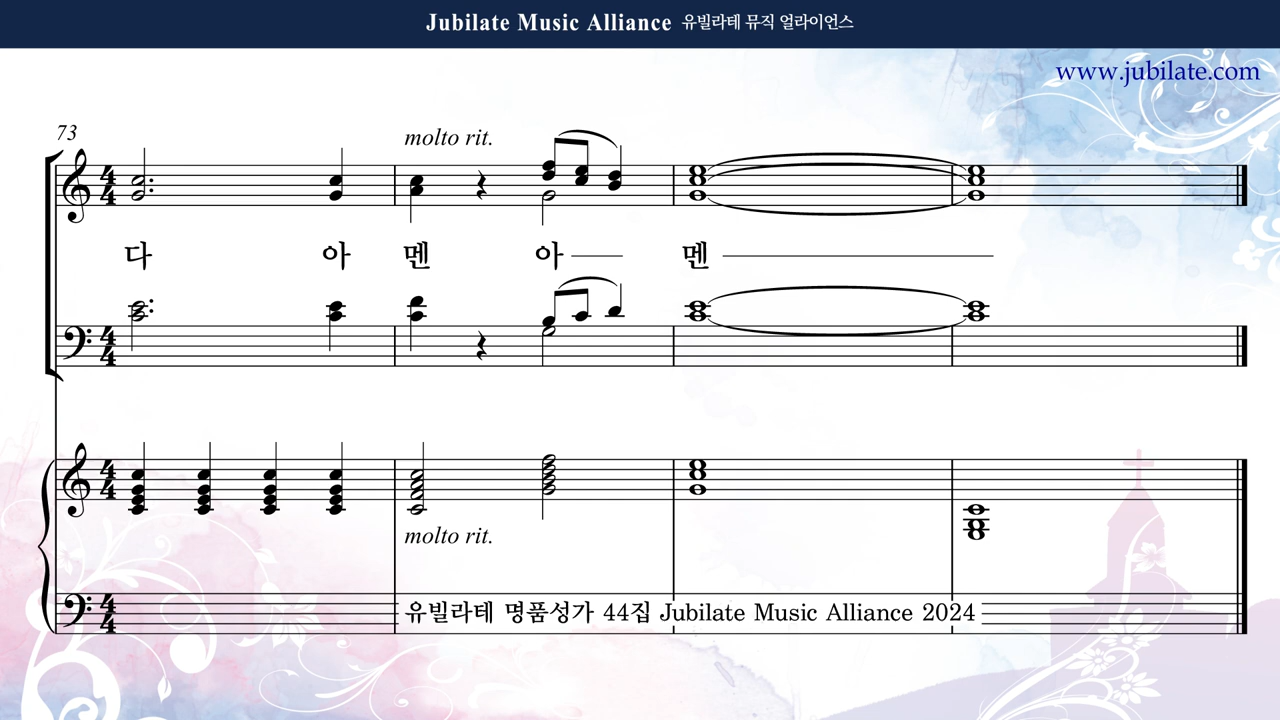 Jubilate Music Alliance 유빌라테 뮤직 얼라이언스
www.jubilate.com
73
molto rit.
다 아 멘 아 멘
molto rit.
유빌라테 명품성가 44집 Jubilate Music Alliance 2024